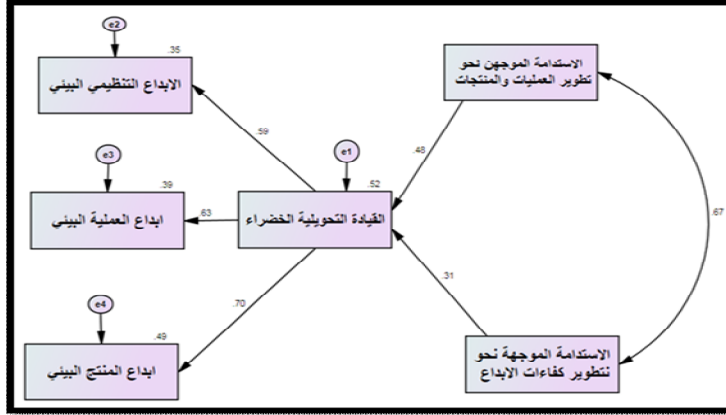 e2
.35
الابداع التنظيمي البيئي
الاستدامة الموجهن نحو
تطوير العمليات والمنتجات
.59
.48
e3
e1
.39
.52
ابداع العملية البيئي
.63
القيادة التحويلية الخضراء
.67
.31
.70
e4
.49
ابداع المنتج البيئي
الاستدامة الموجهة نحو
نتطوير كفاءات الابداع